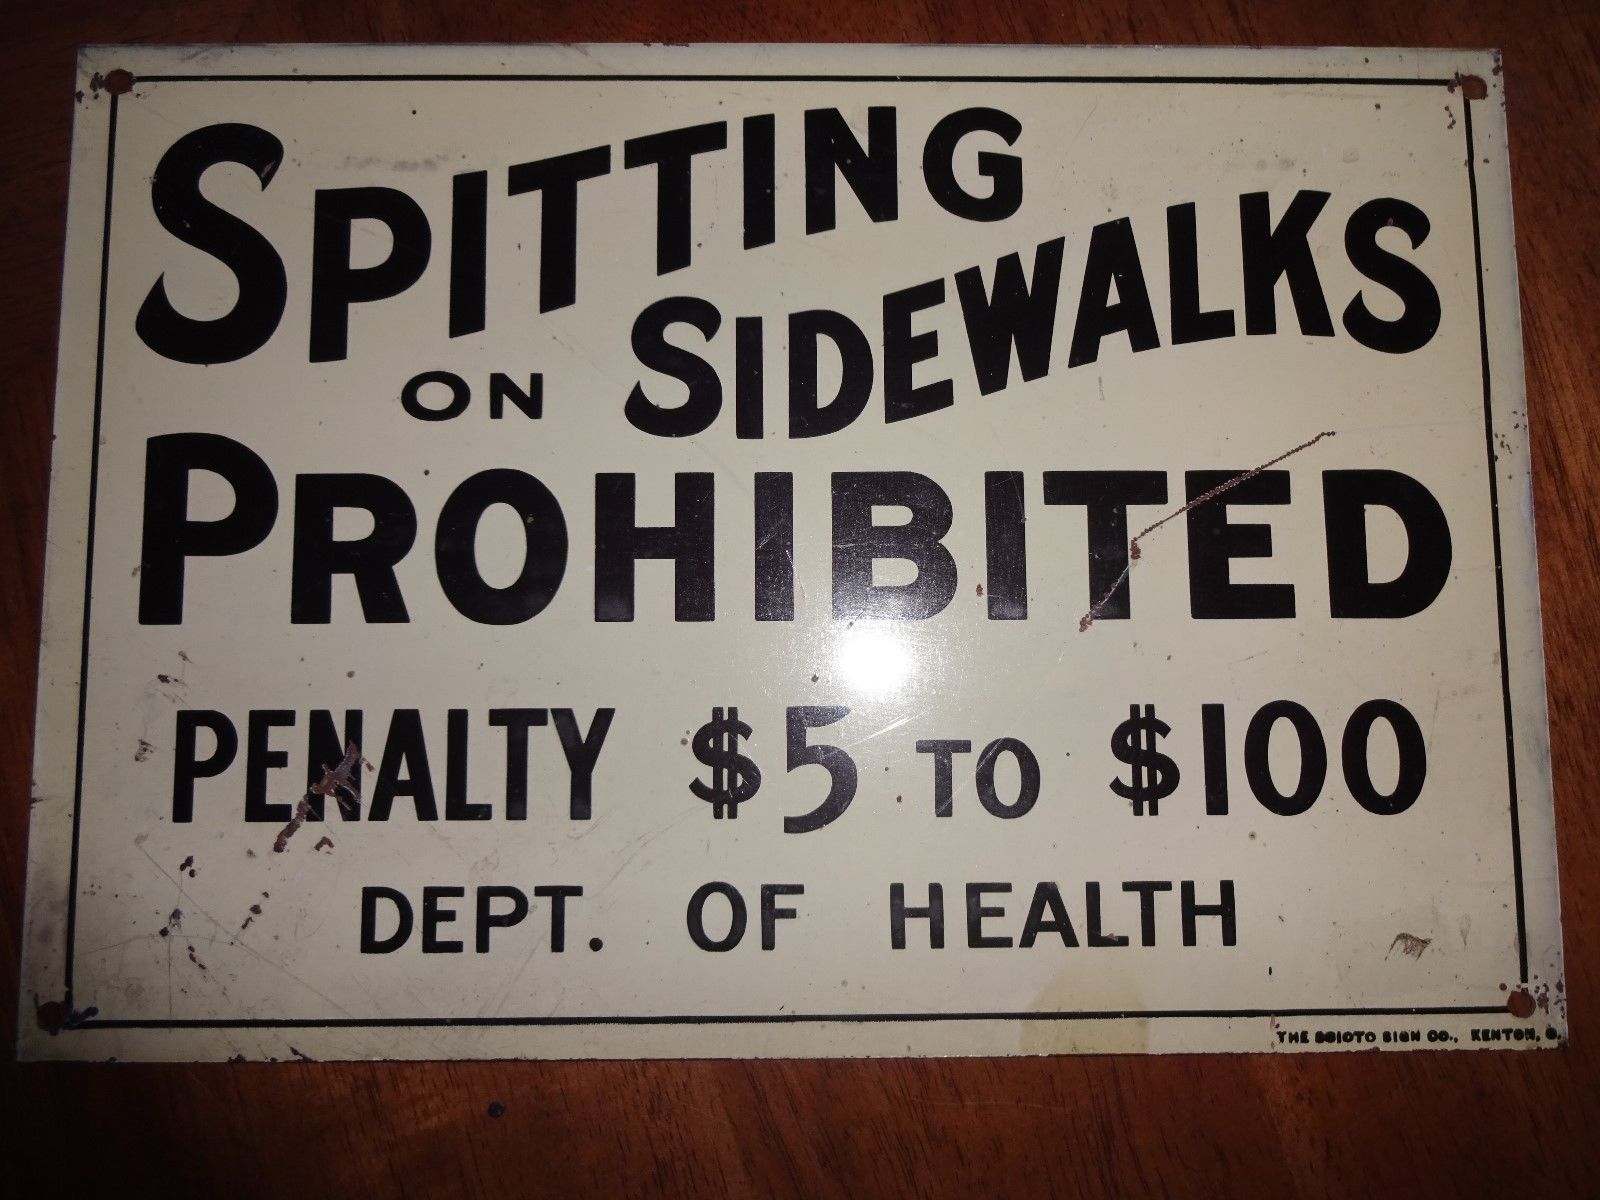 SPITTING
ON SIDEWALKS
PROHIBITED
PENALTY $5 TO $100
DEPT. OF HEALTH
THE SCIOTO SIGN CO., KENTON, O.